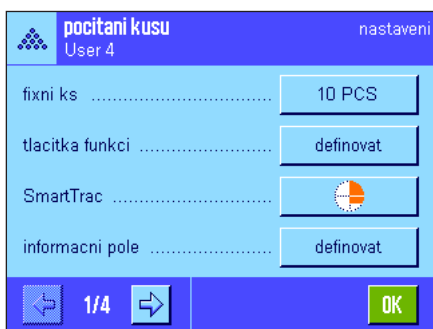 pocitani kusu
nastaveni
User 4
fixni ks ................................ 10 PCS
tlacitka funkci ....................... definovat
SmartTrac .............................
informacni pole ..................... definovat
1/4
OK